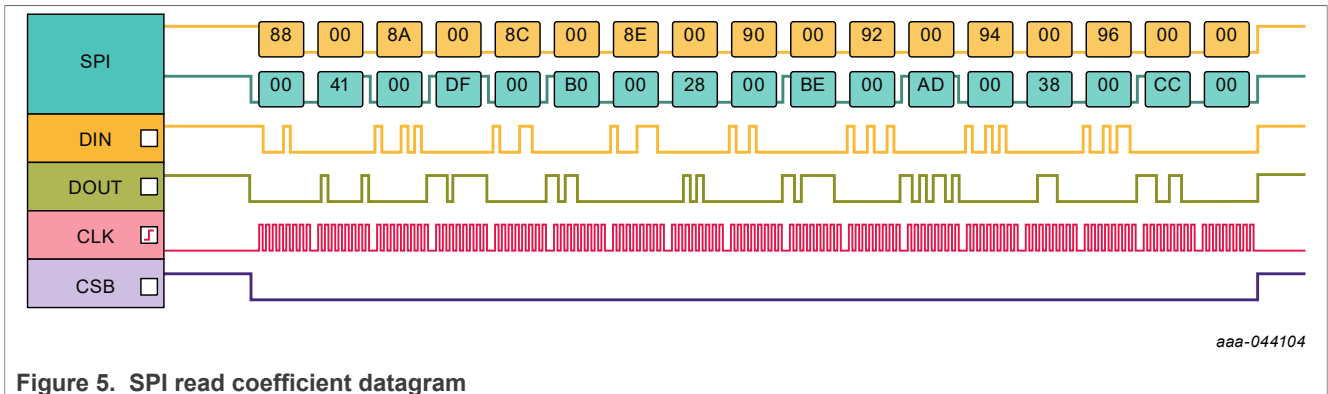 SPI
88 00 8A 00 8C 00 8E 00 90 00 92 00 94 00 96 00 00
00 41 00 DF 00 B0 00 28 00 BE 00 AD 00 38 00 CC 00
DIN
DOUT
CLK
CSB
aaa-044104
Figure 5. SPI read coefficient datagram